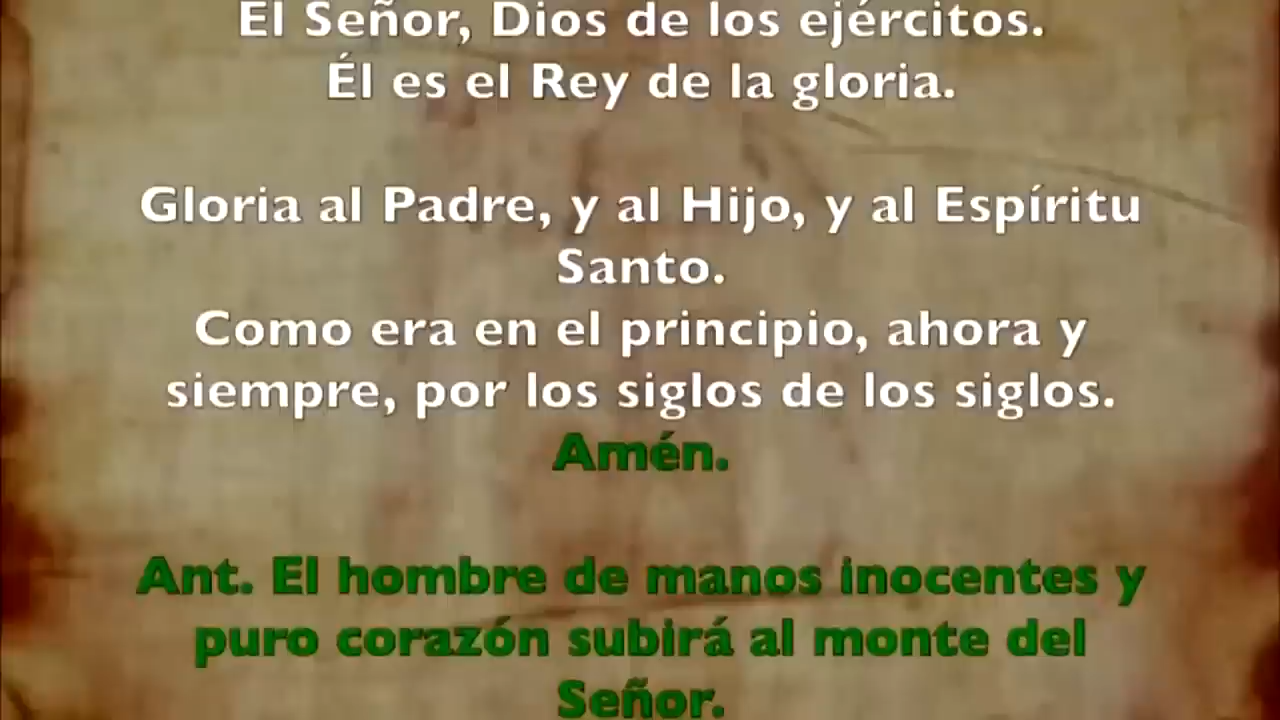 El Señor, Dios de los ejércitos.
Él es el Rey de la gloria.
Gloria al Padre, y al Hijo, y al Espíritu
Santo.
Como era en el principio, ahora y
siempre, por los siglos de los siglos.
Amén.
Ant. El hombre de manos inocentes y
puro corazón subirá al monte del
Señor.